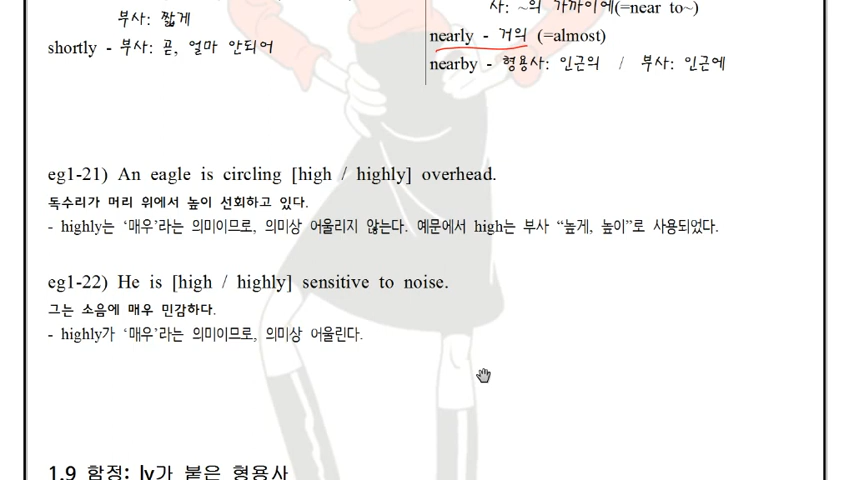 사: ~의 가까이에(=near to~)
부사: 짧게
nearly - 거의 (=almost)
shortly - 부사: 곧, 얼마 안되어
nearby - 형용사: 인근의 / 부사: 인근에
eg1-21) An eagle is circling [high / highly] overhead.
독수리가 머리 위에서 높이 선회하고 있다.
- highly는 ‘매우’라는 의미이므로, 의미상 어울리지 않는다. 예문에서 high는 부사 “높게, 높이”로 사용되었다.
eg1-22) He is [high / highly] sensitive to noise.
그는 소음에 매우 민감하다.
- highly가 ‘매우’라는 의미이므로, 의미상 어울린다.
1.9 함정: ly가 붙은 형용사